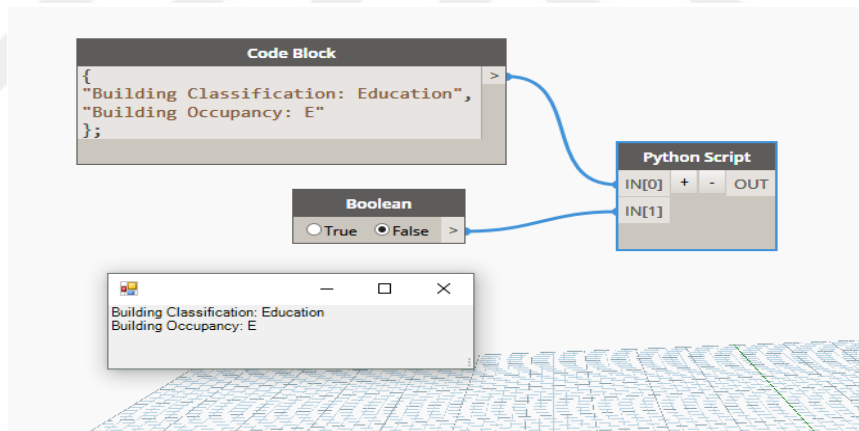 Code Block
{
"Building Classification: Education",
"Building Occupancy: E"
};
>
Python Script
IN[0] + - OUT
IN[1]
Boolean
True False >
Building Classification: Education
Building Occupancy: E